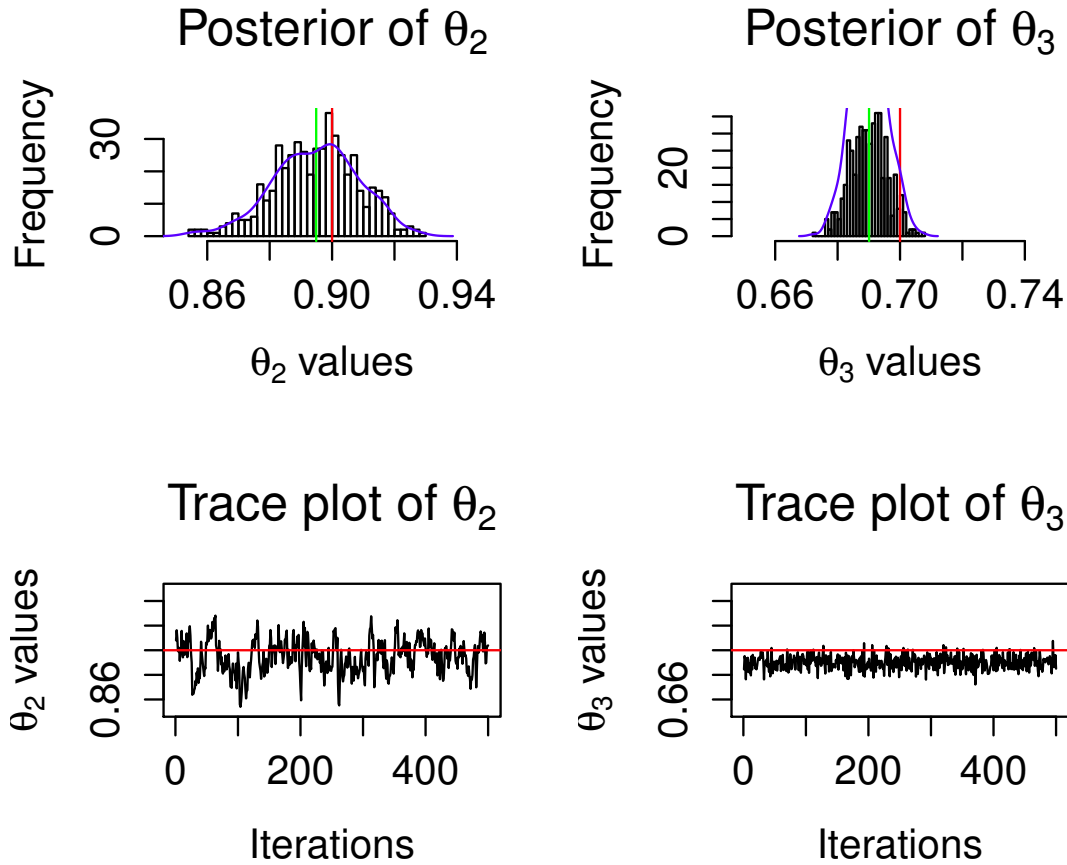 Posterior of θ2
Frequency
0 30
0.86 0.90 0.94
θ2 values
Posterior of θ3
Frequency
0 20
0.66 0.70 0.74
θ3 values
Trace plot of θ2
θ2 values
0.86
0 200 400
Iterations
Trace plot of θ3
θ3 values
0.66
0 200 400
Iterations